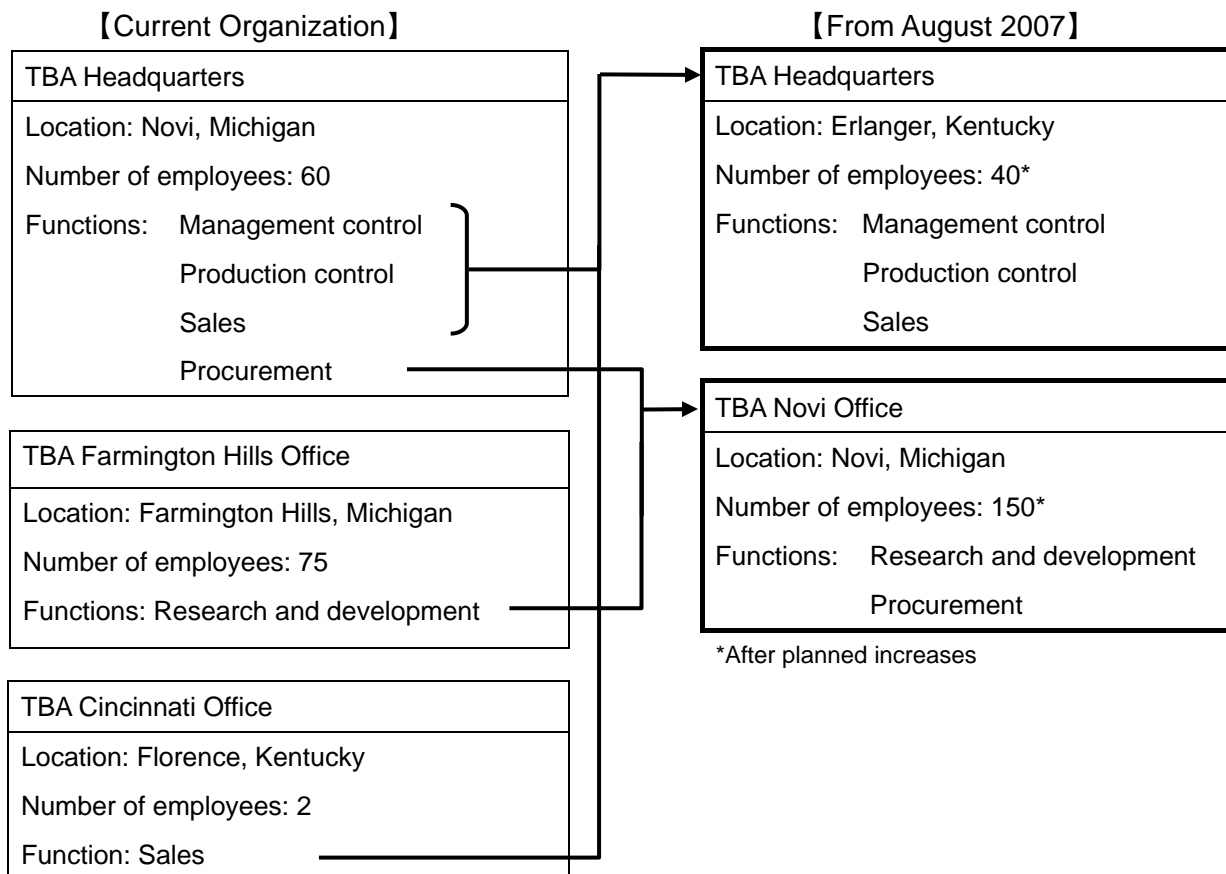 【Current Organization】
TBA Headquarters
Location: Novi, Michigan
Number of employees: 60
Functions: Management control
Production control
Sales
Procurement
TBA Farmington Hills Office
Location: Farmington Hills, Michigan
Number of employees: 75
Functions: Research and development
TBA Cincinnati Office
Location: Florence, Kentucky
Number of employees: 2
Function: Sales
【From August 2007】
TBA Headquarters
Location: Erlanger, Kentucky
Number of employees: 40*
Functions: Management control
Production control
Sales
TBA Novi Office
Location: Novi, Michigan
Number of employees: 150*
Functions: Research and development
Procurement
*After planned increases